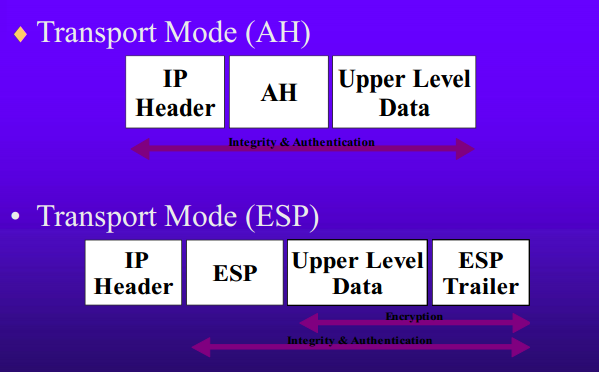 Transport Mode (AH)
IP Header
AH
Upper Level Data
Integrity & Authentication
Transport Mode (ESP)
IP Header
ESP
Upper Level Data
ESP Trailer
Encryption
Integrity & Authentication